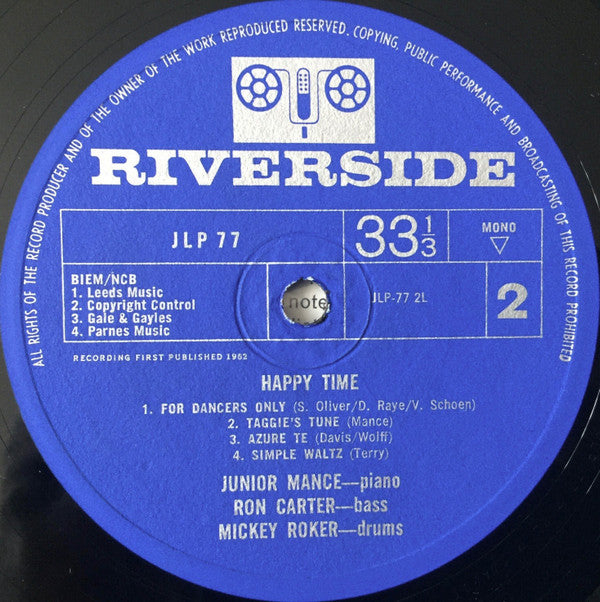 ALL RIGHTS OF THE RECORD PRODUCER AND OF THE OWNER OF THE WORK REPRODUCED RESERVED. COPYING, PUBLIC PERFORMANCE AND BROADCASTING OF THIS RECORD PROHIBITED
RIVERSIDE
JLP 77
33⅓
MONO
BIEM/NCB
1. Leeds Music
2. Copyright Control
3. Gale & Gayles
4. Parnes Music
note
JLP-77 2L
2
RECORDING FIRST PUBLISHED 1962
HAPPY TIME
1. FOR DANCERS ONLY (S. Oliver/D. Raye/V. Schoen)
2. TAGGIE'S TUNE (Mance)
3. AZURE TE (Davis/Wolff)
4. SIMPLE WALTZ (Terry)
JUNIOR MANCE—piano
RON CARTER—bass
MICKEY ROKER—drums